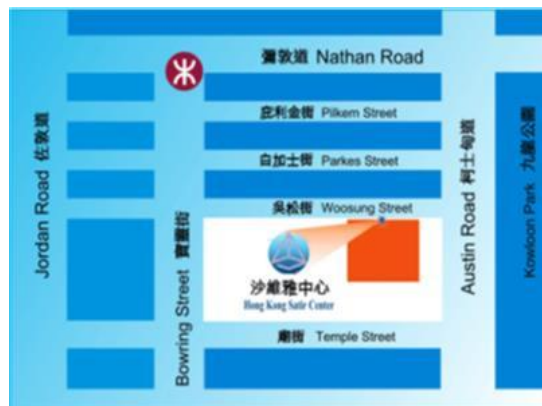 彌敦道 Nathan Road
庇利金街 Pilkem Street
白加士街 Parkes Street
吳松街 Woosung Street
沙維雅中心
Hong Kong Satir Center
廟街 Temple Street
Jordan Road 佐敦道
Bowring Street 寶靈街
Austin Road 柯士甸道
Kowloon Park 九龍公園